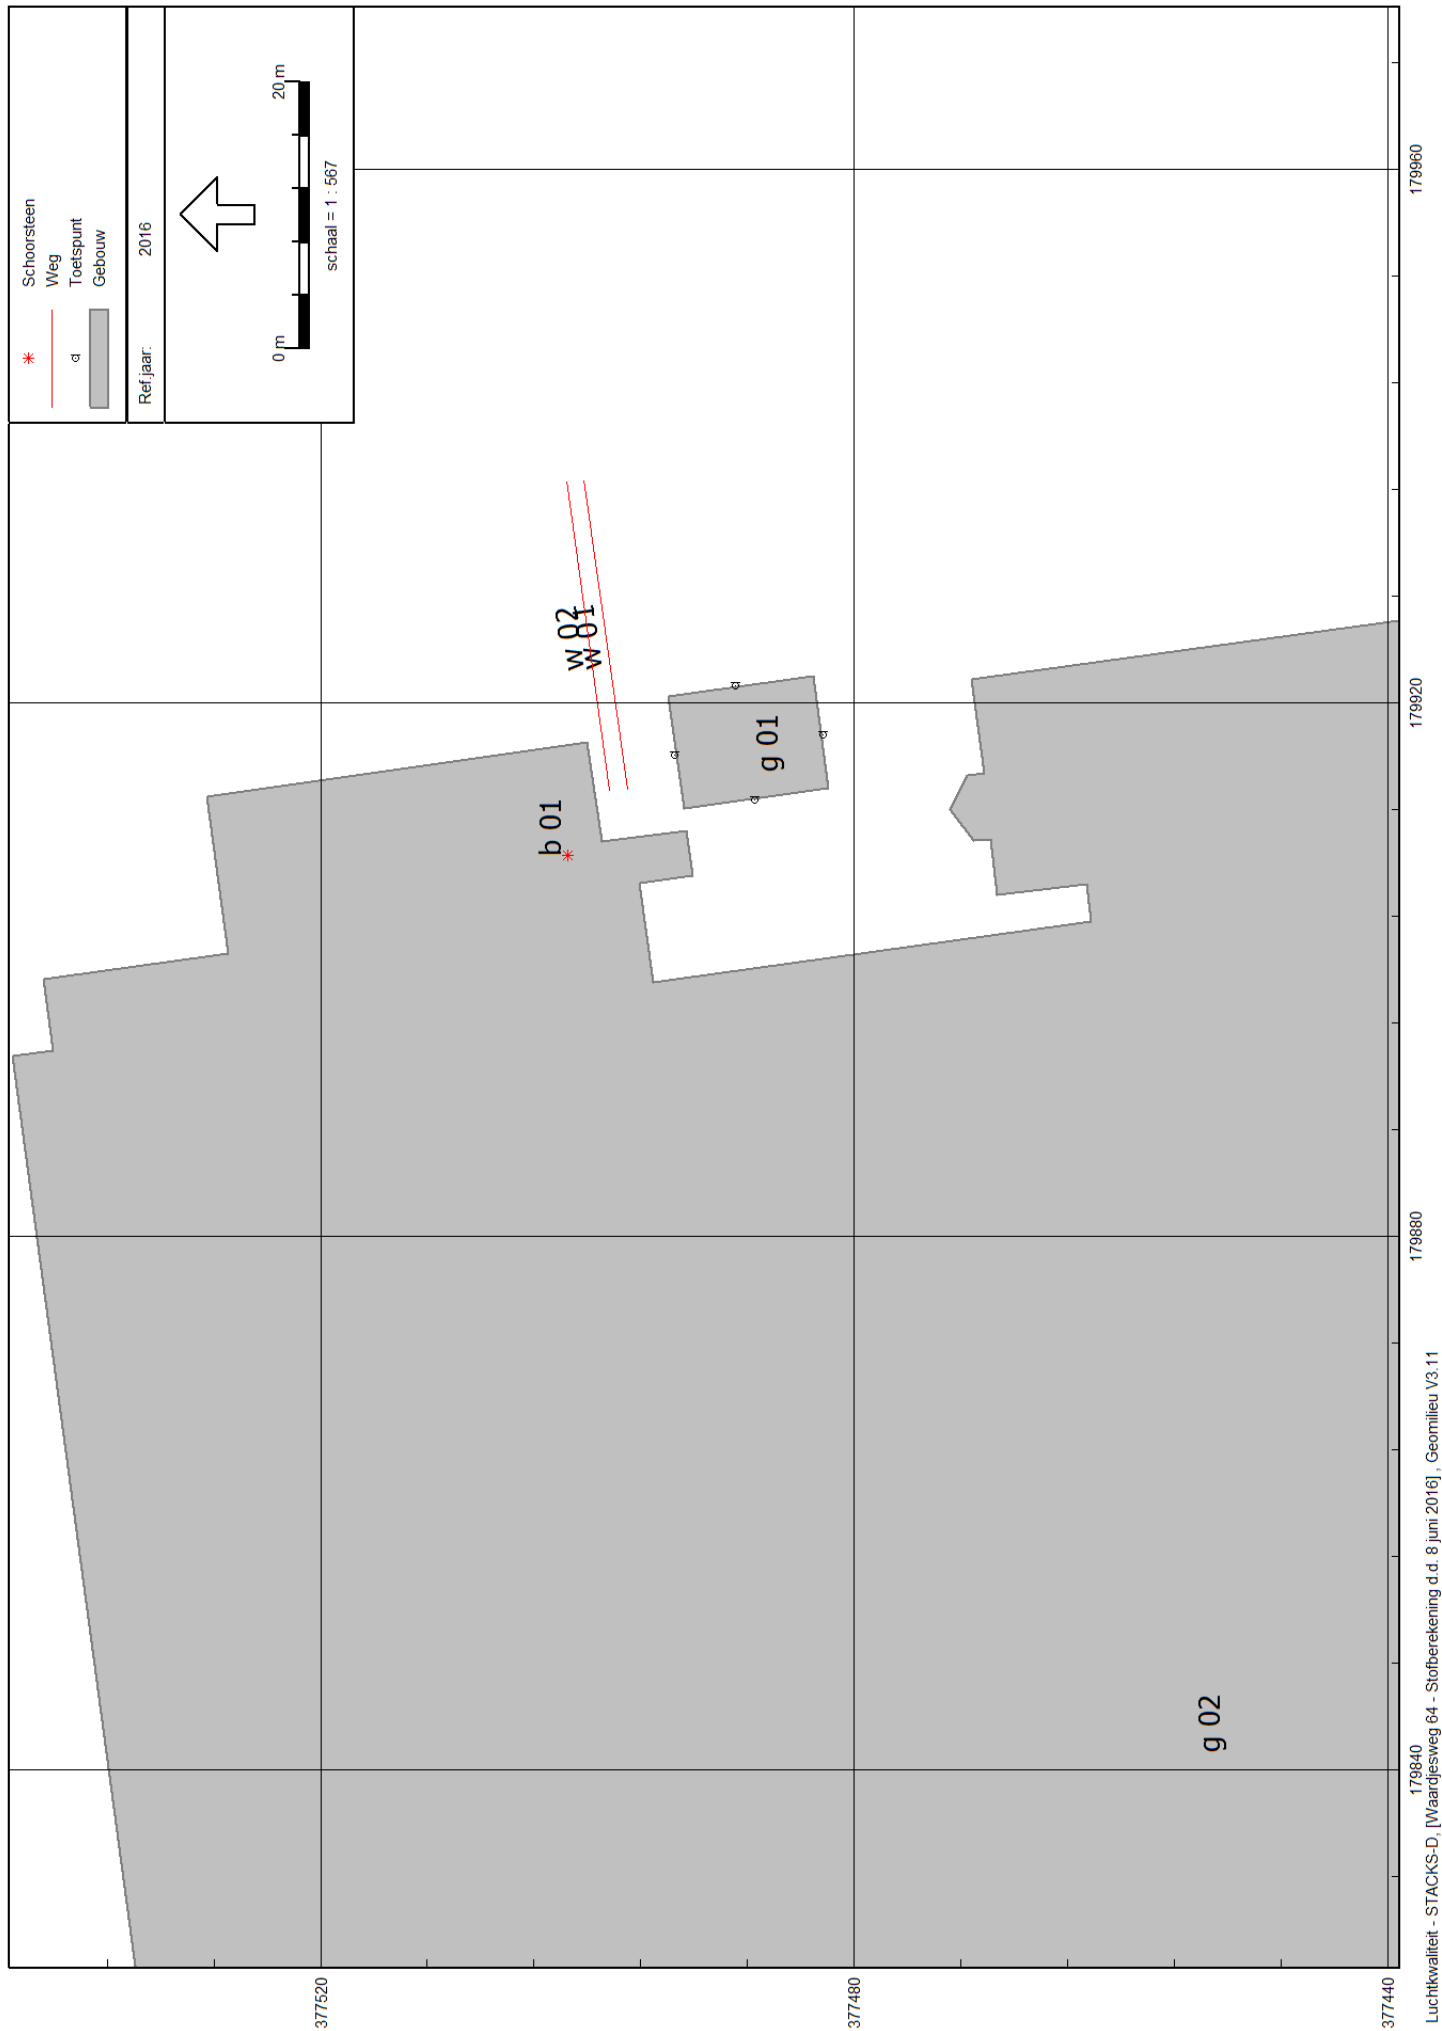 Schoorsteen
Weg
Toetspunt
Gebouw
Ref.jaar: 2016
0 m 20 m
schaal = 1 : 567
w 02
w 01
b 01
g 01
g 02
377520
377480
377440
179840
179880
179920
179960
Luchtkwaliteit - STACKS-D, [Waardjesweg 64 - Stofberekening d.d. 8 juni 2016] , Geomilieu V3.11